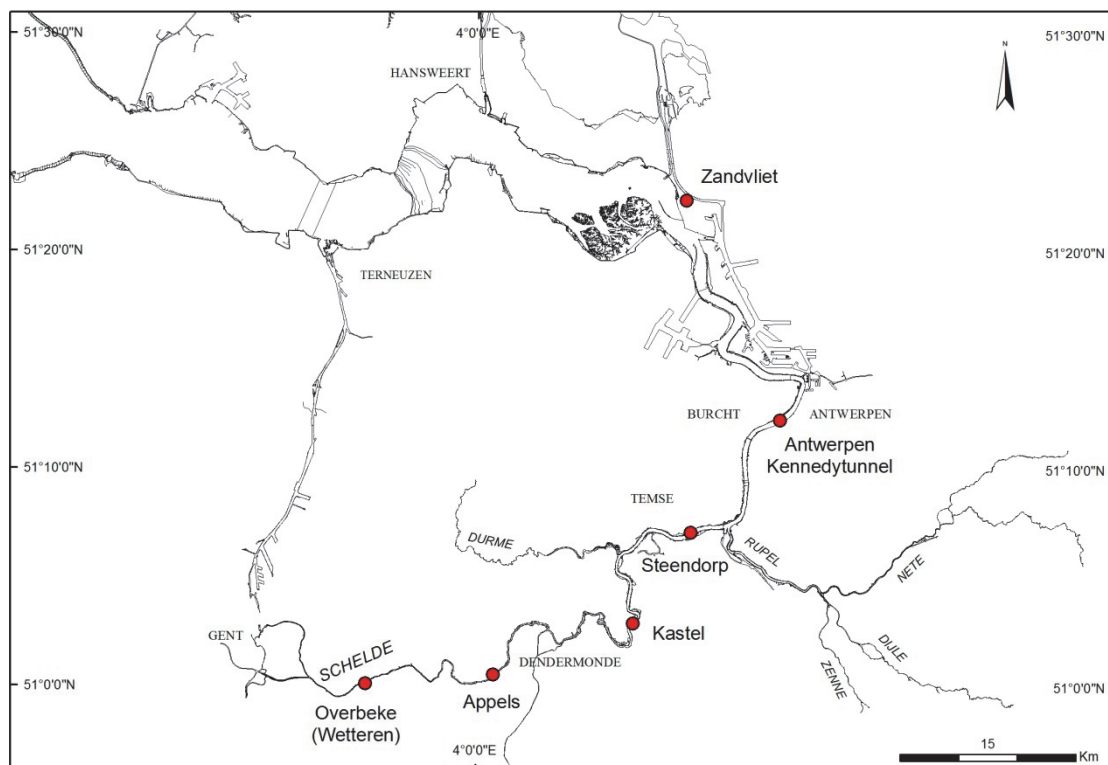 51°30'0"N
4°0'0"E
51°30'0"N
N
HANSWEERT
Zandvliet
51°20'0"N
51°20'0"N
TERNEUZEN
BURCHT
ANTWERPEN
Antwerpen
Kennedytunnel
51°10'0"N
51°10'0"N
TEMSE
DURME
RUPEL
NETE
Steendorp
Kastel
GENT
SCHELDE
DENDERMONDE
DIJLE
ZENNE
51°0'0"N
51°0'0"N
Appels
Overbeke
(Wetteren)
4°0'0"E
15
Km